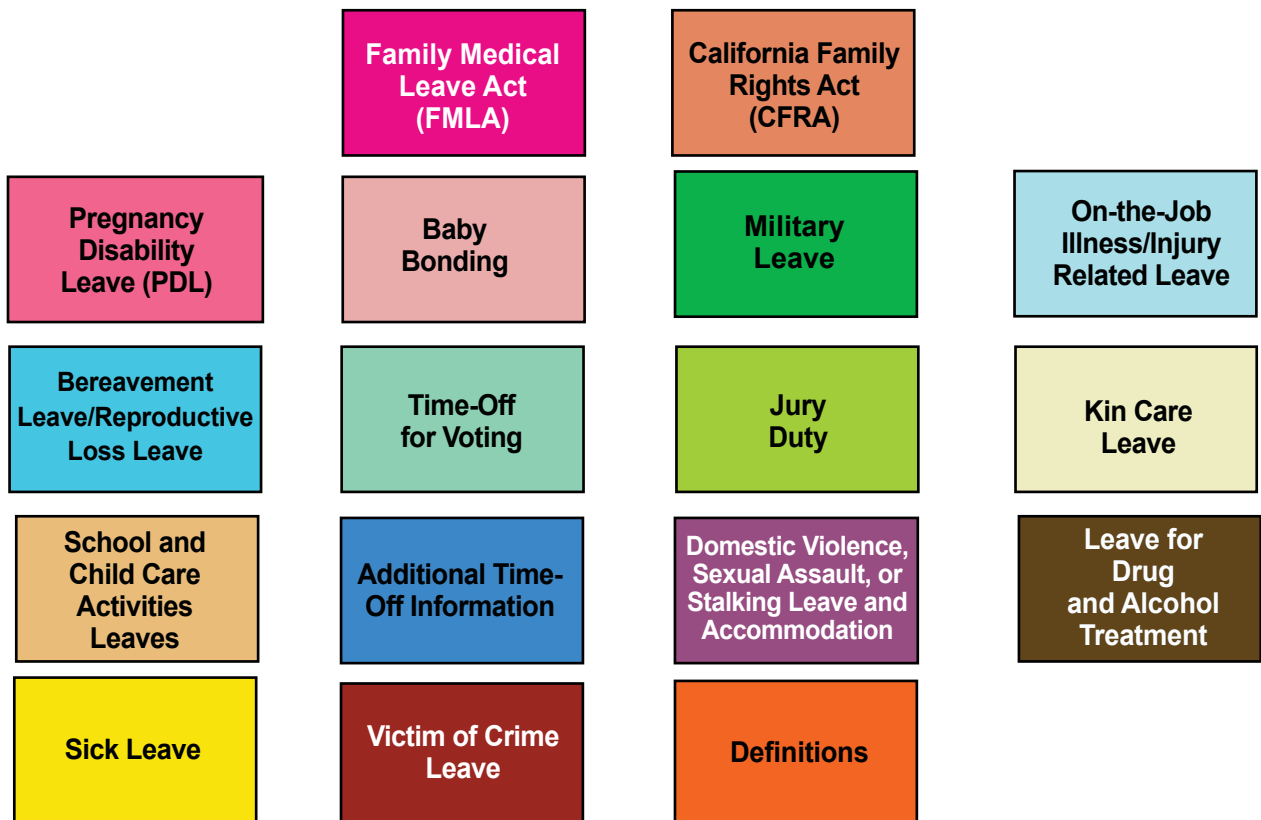 Family Medical
Leave Act
(FMLA)
California Family
Rights Act
(CFRA)
Pregnancy
Disability
Leave (PDL)
Baby
Bonding
Military
Leave
On-the-Job
Illness/Injury
Related Leave
Bereavement
Leave/Reproductive
Loss Leave
Time-Off
for Voting
Jury
Duty
Kin Care
Leave
School and
Child Care
Activities
Leaves
Additional Time-
Off Information
Domestic Violence,
Sexual Assault, or
Stalking Leave and
Accommodation
Leave for
Drug
and Alcohol
Treatment
Sick Leave
Victim of Crime
Leave
Definitions